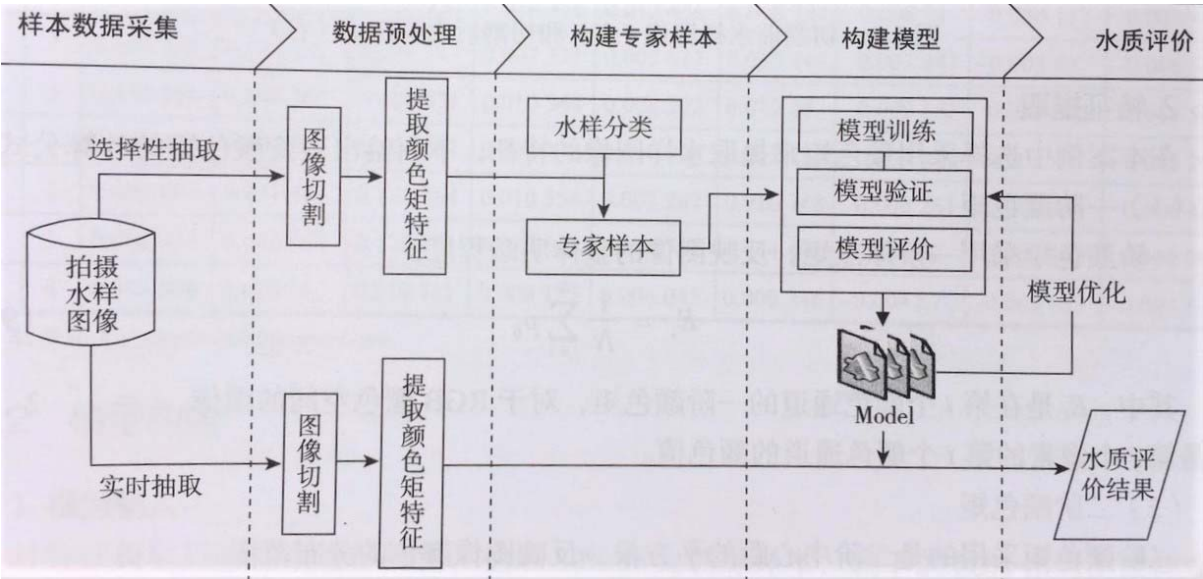 样本数据采集
数据预处理
构建专家样本
构建模型
水质评价
选择性抽取
图像切割
提取颜色矩特征
水样分类
专家样本
模型训练
模型验证
模型评价
拍摄
水样
图像
模型优化
Model
实时抽取
图像切割
提取颜色矩特征
水质评
价结果